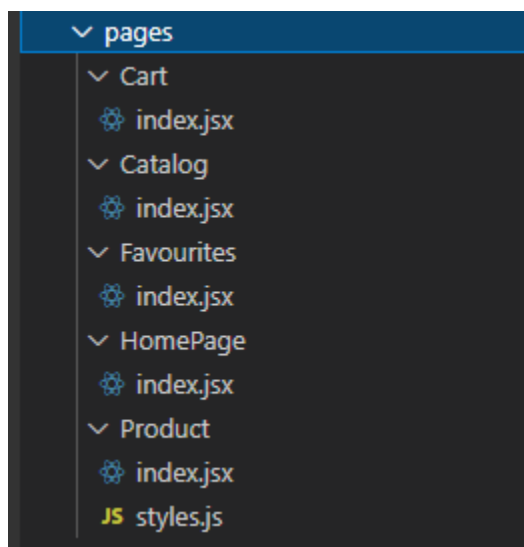 pages
Cart
index.jsx
Catalog
index.jsx
Favourites
index.jsx
HomePage
index.jsx
Product
index.jsx
JS styles.js